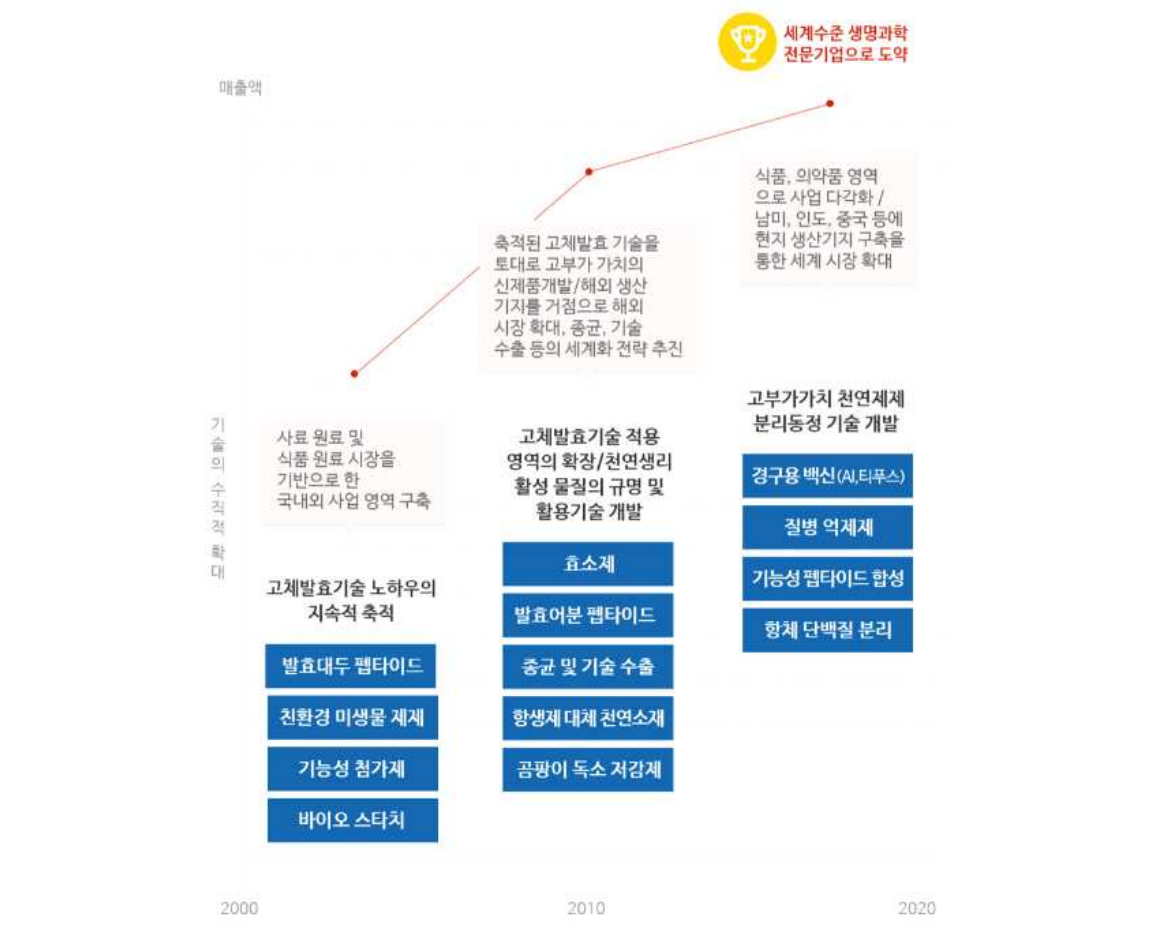 세계수준 생명과학
전문기업으로 도약
매출액
식품, 의약품 영역
으로 사업 다각화 /
남미, 인도, 중국 등에
현지 생산기지 구축을
통한 세계 시장 확대
축적된 고체발효 기술을
토대로 고부가 가치의
신제품개발/해외 생산
기지를 거점으로 해외
시장 확대, 종균, 기술
수출 등의 세계화 전략 추진
기술의 수직적 확대
사료 원료 및
식품 원료 시장을
기반으로 한
국내외 사업 영역 구축
고체발효기술 노하우의
지속적 축적
발효대두 펩타이드
친환경 미생물 제제
기능성 첨가제
바이오 스타치
고체발효기술 적용
영역의 확장/천연생리
활성 물질의 규명 및
활용기술 개발
효소제
발효어분 펩타이드
종균 및 기술 수출
항생제 대체 천연소재
곰팡이 독소 저감제
고부가가치 천연제제
분리동정 기술 개발
경구용 백신(AI,티푸스)
질병 억제제
기능성 펩타이드 합성
항체 단백질 분리
2000
2010
2020